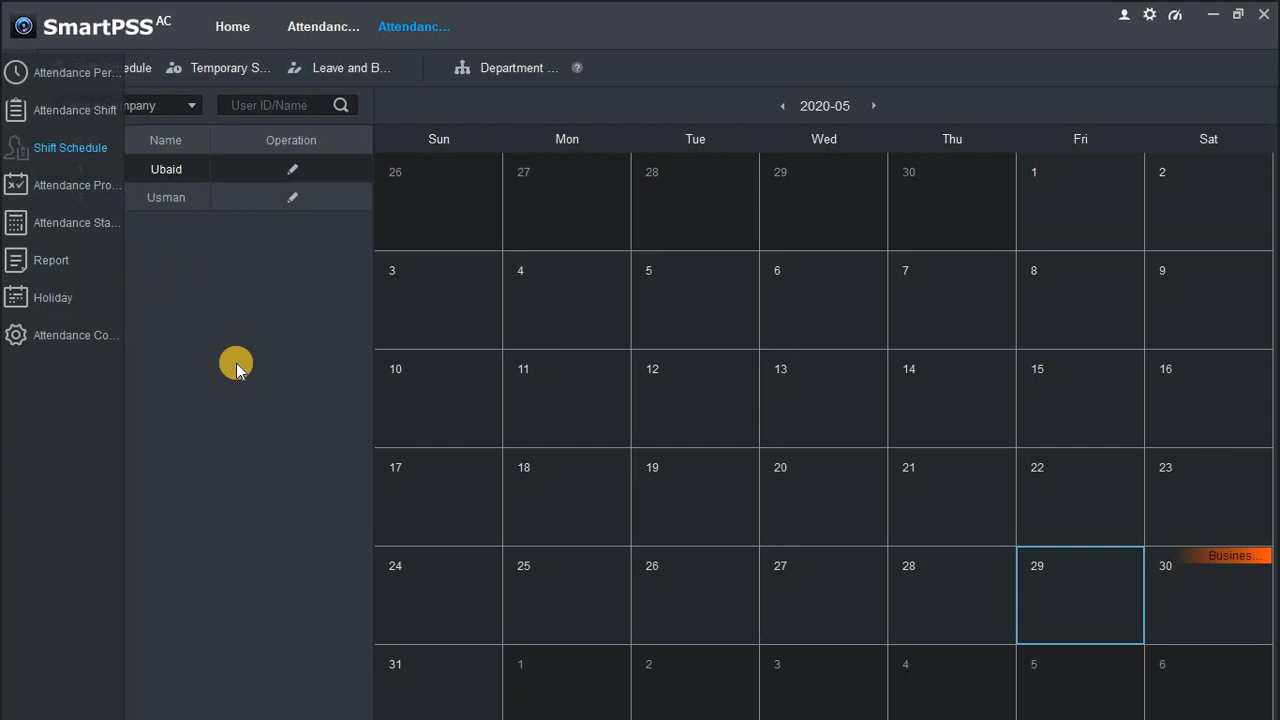 SmartPSS AC
Home Attendanc... Attendanc...
edule Temporary S... Leave and B... Department ... ?
mpany User ID/Name
2020-05
Attendance Per...
Attendance Shift
Shift Schedule
Attendance Pro...
Attendance Sta...
Report
Holiday
Attendance Co...
Name Operation
Ubaid
Usman
Sun Mon Tue Wed Thu Fri Sat
26 27 28 29 30 1 2
3 4 5 6 7 8 9
10 11 12 13 14 15 16
17 18 19 20 21 22 23
24 25 26 27 28 29 30 Busines...
31 1 2 3 4 5 6